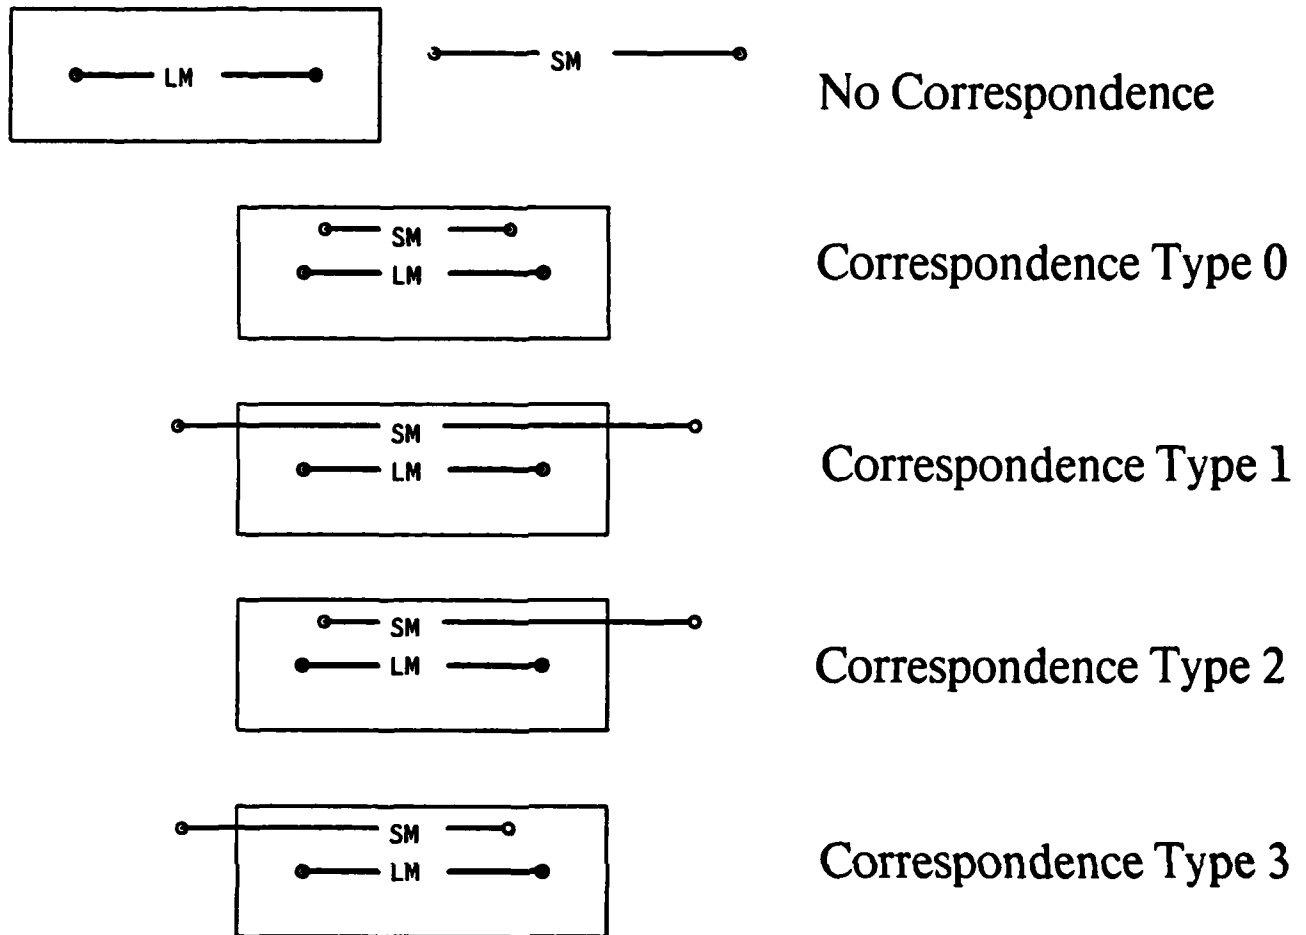 LM SM No Correspondence
SM
LM
Correspondence Type 0
SM
LM
Correspondence Type 1
SM
LM
Correspondence Type 2
SM
LM
Correspondence Type 3